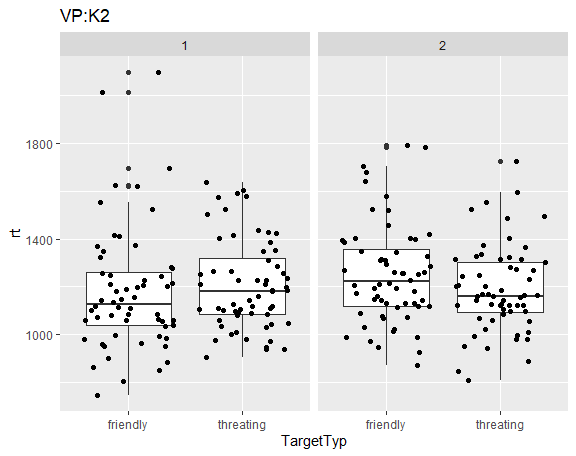 VP:K2
1
2
1800
1400
1000
rt
friendly
threating
friendly
threating
TargetTyp